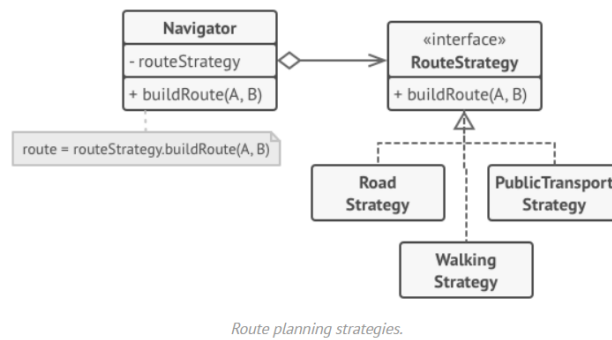 Navigator
- routeStrategy
+ buildRoute(A, B)
route = routeStrategy.buildRoute(A, B)
«interface»
RouteStrategy
+ buildRoute(A, B)
Road
Strategy
PublicTransport
Strategy
Walking
Strategy
Route planning strategies.